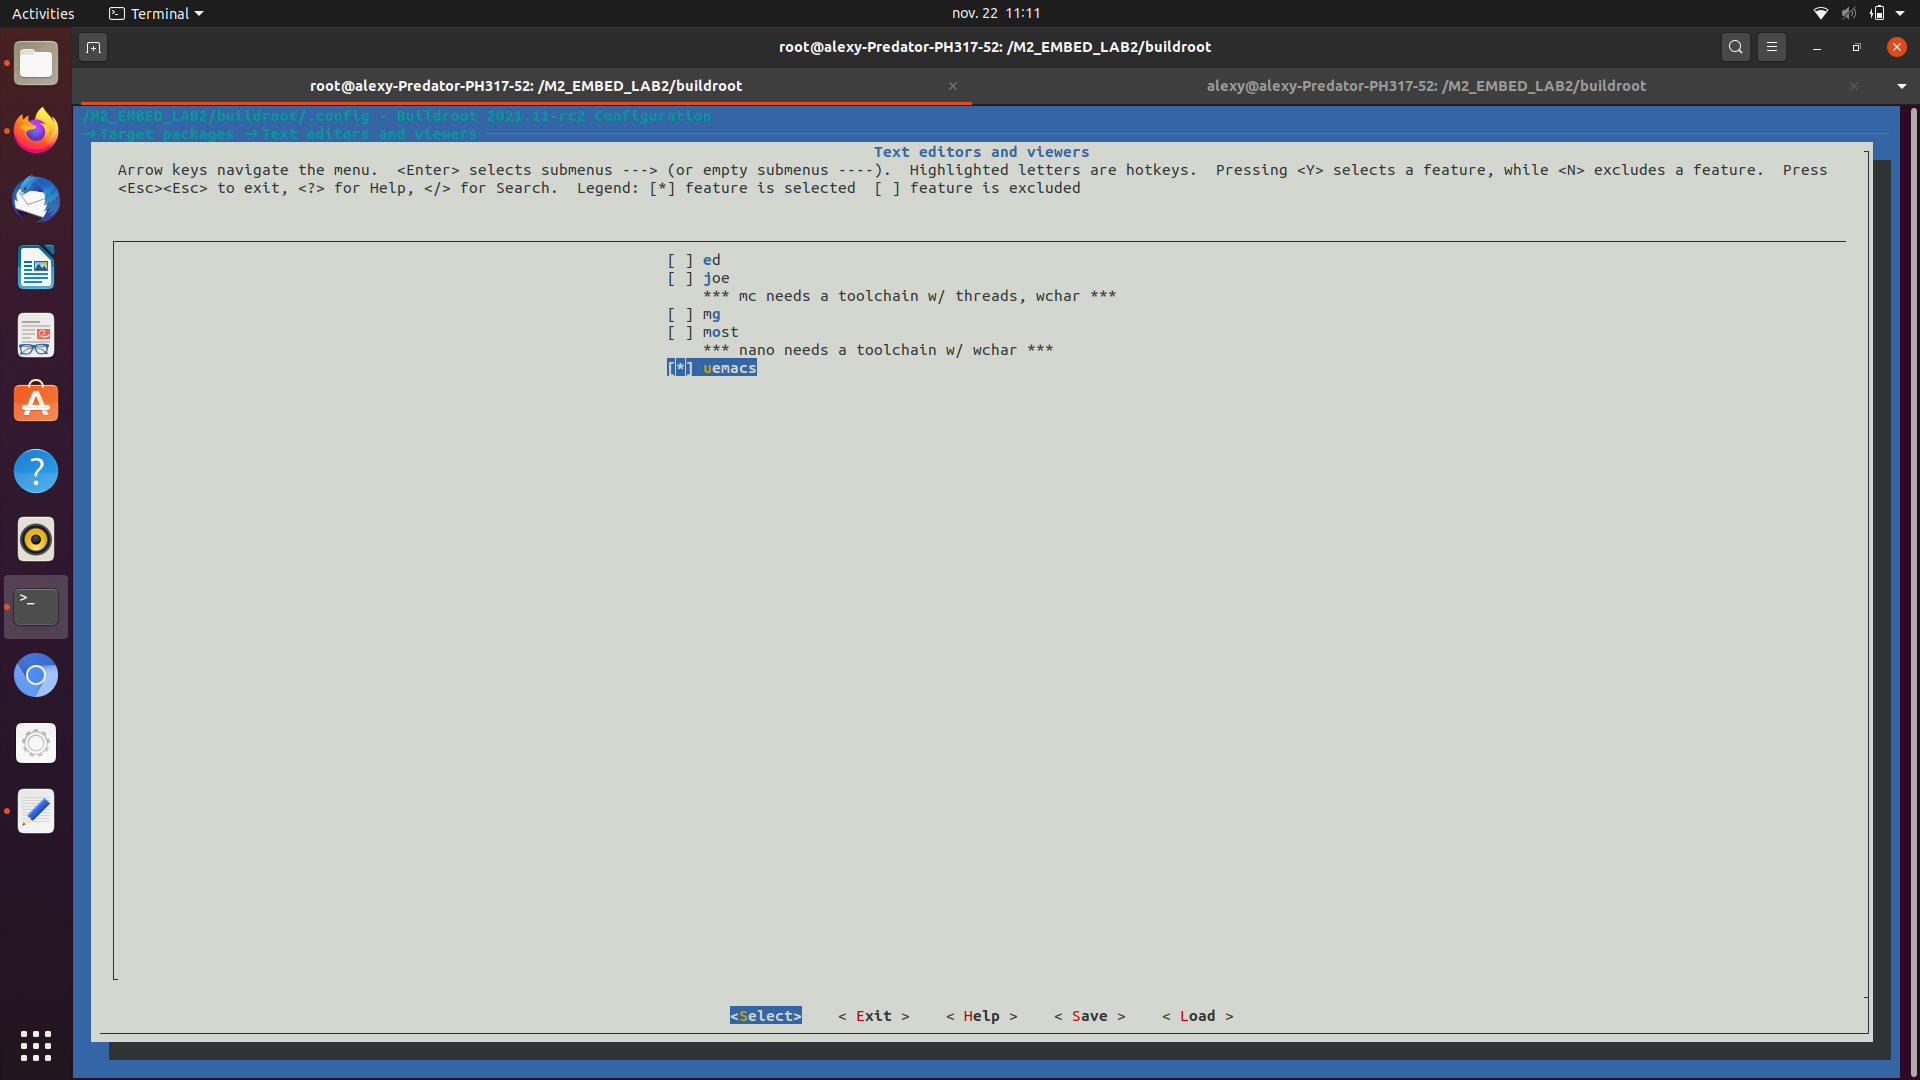 Activities
Terminal
nov. 22 11:11
root@alexy-Predator-PH317-52: /M2_EMBED_LAB2/buildroot
root@alexy-Predator-PH317-52: /M2_EMBED_LAB2/buildroot
alexy@alexy-Predator-PH317-52: /M2_EMBED_LAB2/buildroot
/M2_EMBED_LAB2/buildroot/.config - Buildroot 2021.11-rc2 Configuration
→ Target packages → Text editors and viewers
Text editors and viewers
Arrow keys navigate the menu. <Enter> selects submenus ---> (or empty submenus ----). Highlighted letters are hotkeys. Pressing <Y> selects a feature, while <N> excludes a feature. Press
<Esc><Esc> to exit, <?> for Help, </> for Search. Legend: [*] feature is selected [ ] feature is excluded
[ ] ed
[ ] joe
*** mc needs a toolchain w/ threads, wchar ***
[ ] mg
[ ] most
*** nano needs a toolchain w/ wchar ***
[*] uemacs
<Select> < Exit > < Help > < Save > < Load >